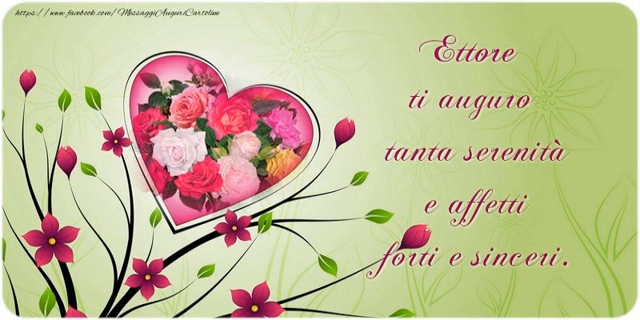 https://www.facebook.com/MessaggiAuguriCartoline
Ettore
ti auguro
tanta serenità
e affetti
forti e sinceri.